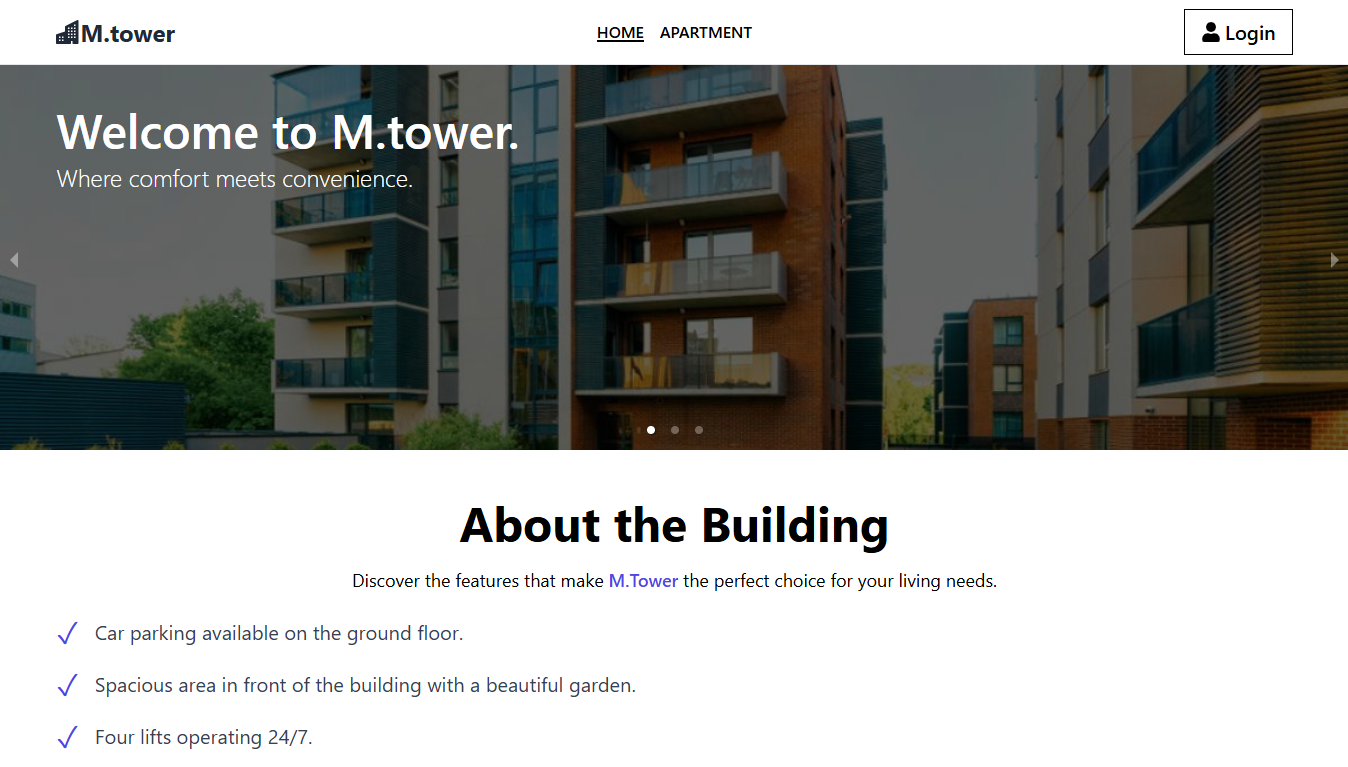 M.tower
HOME APARTMENT
Login
Welcome to M.tower.
Where comfort meets convenience.
About the Building
Discover the features that make M.Tower the perfect choice for your living needs.
Car parking available on the ground floor.
Spacious area in front of the building with a beautiful garden.
Four lifts operating 24/7.